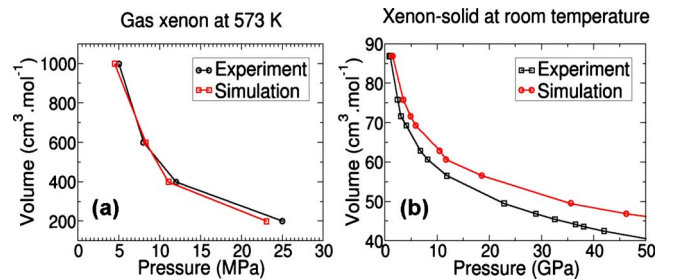 Gas xenon at 573 K
Volume (cm³.mol⁻¹)
1000
800
600
400
200
Experiment
Simulation
(a)
0 5 10 15 20 25 30
Pressure (MPa)
Xenon-solid at room temperature
Volume (cm³.mol⁻¹)
90
80
70
60
50
40
Experiment
Simulation
(b)
0 10 20 30 40 50
Pressure (GPa)